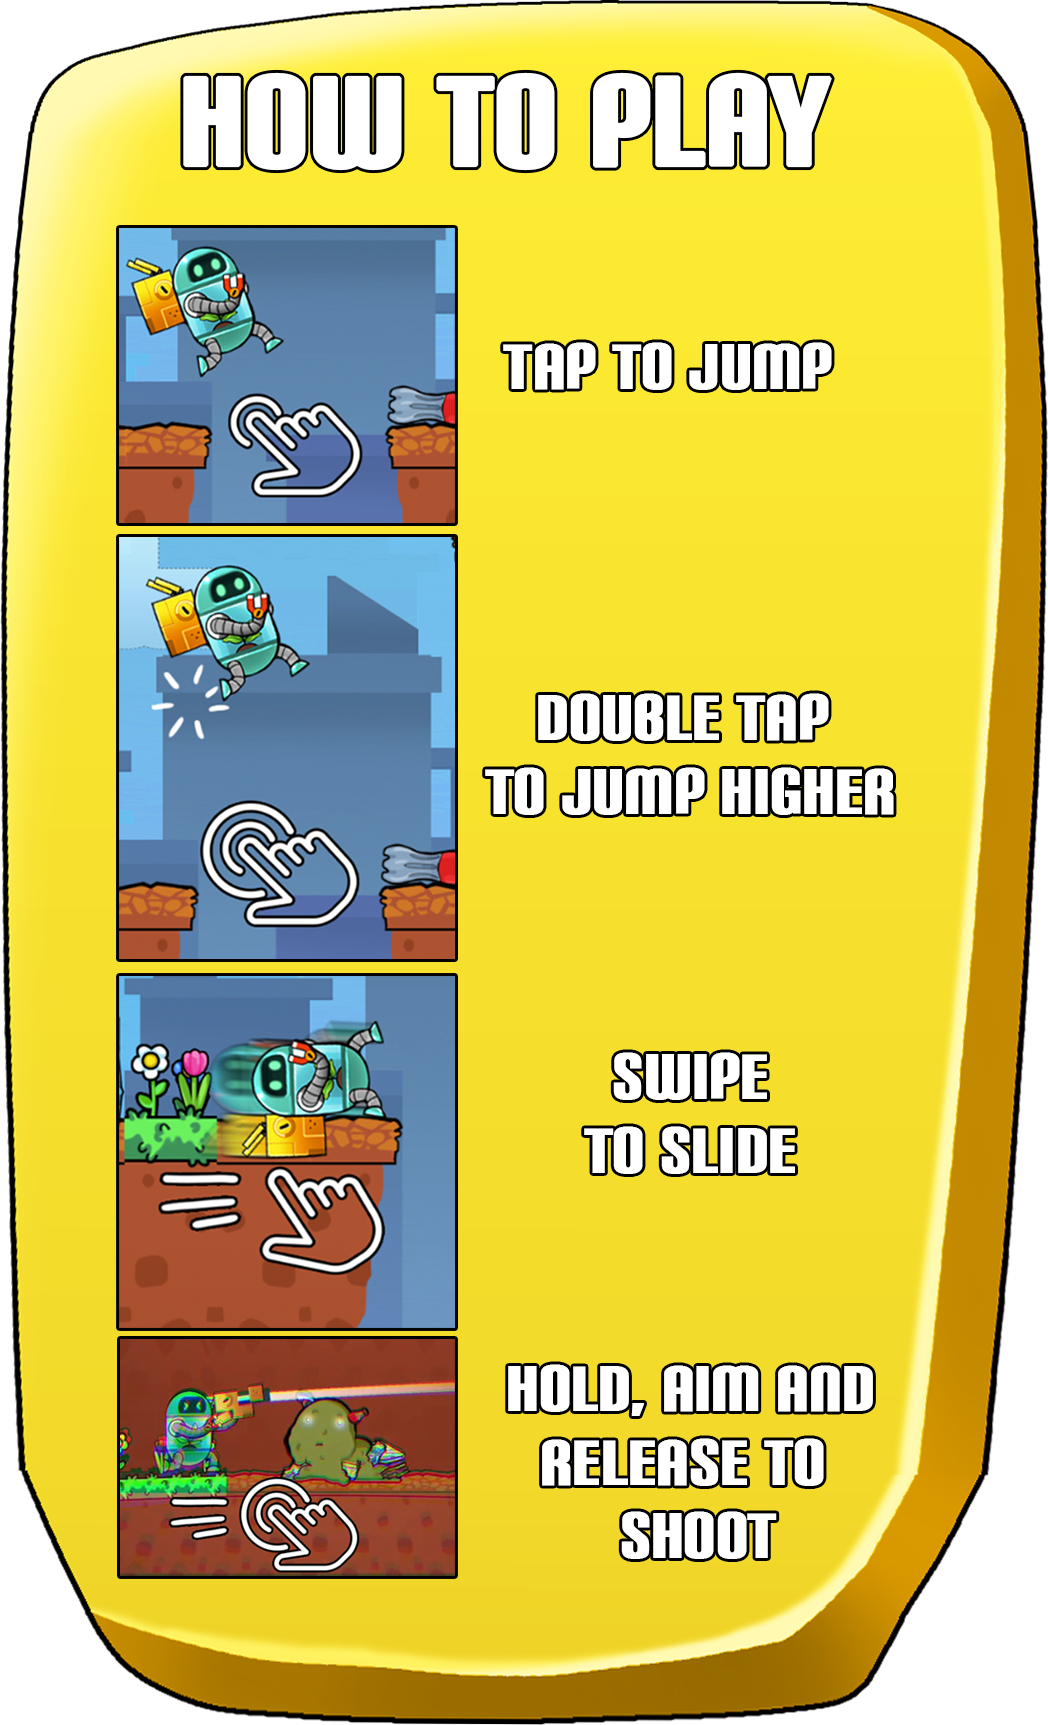 HOW TO PLAY
TAP TO JUMP
DOUBLE TAP
TO JUMP HIGHER
SWIPE
TO SLIDE
HOLD, AIM AND
RELEASE TO
SHOOT